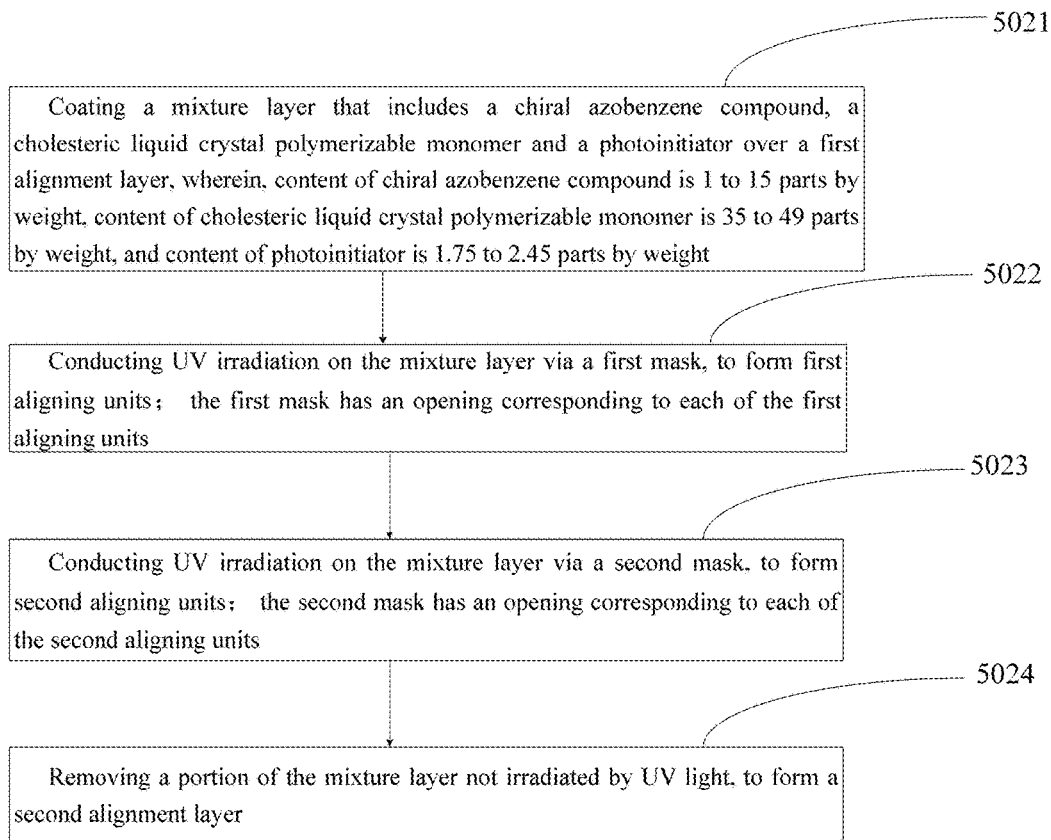 5021
Coating a mixture layer that includes a chiral azobenzene compound, a
cholesteric liquid crystal polymerizable monomer and a photoinitiator over a first
alignment layer, wherein, content of chiral azobenzene compound is 1 to 15 parts by
weight, content of cholesteric liquid crystal polymerizable monomer is 35 to 49 parts
by weight, and content of photoinitiator is 1.75 to 2.45 parts by weight
5022
Conducting UV irradiation on the mixture layer via a first mask, to form first
aligning units； the first mask has an opening corresponding to each of the first
aligning units
5023
Conducting UV irradiation on the mixture layer via a second mask, to form
second aligning units； the second mask has an opening corresponding to each of
the second aligning units
5024
Removing a portion of the mixture layer not irradiated by UV light, to form a
second alignment layer